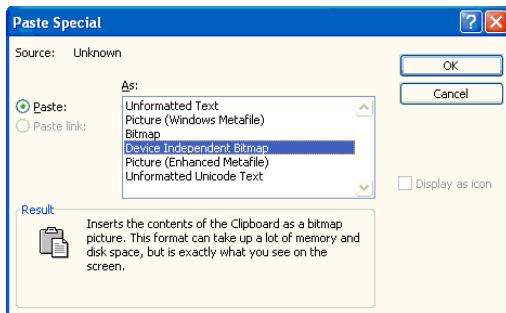 Paste Special
Source: Unknown
OK
As:
Cancel
Paste:
Paste link:
Unformatted Text
Picture (Windows Metafile)
Bitmap
Device Independent Bitmap
Picture (Enhanced Metafile)
Unformatted Unicode Text
Display as icon
Result
Inserts the contents of the Clipboard as a bitmap
picture. This format can take up a lot of memory and
disk space, but is exactly what you see on the
screen.